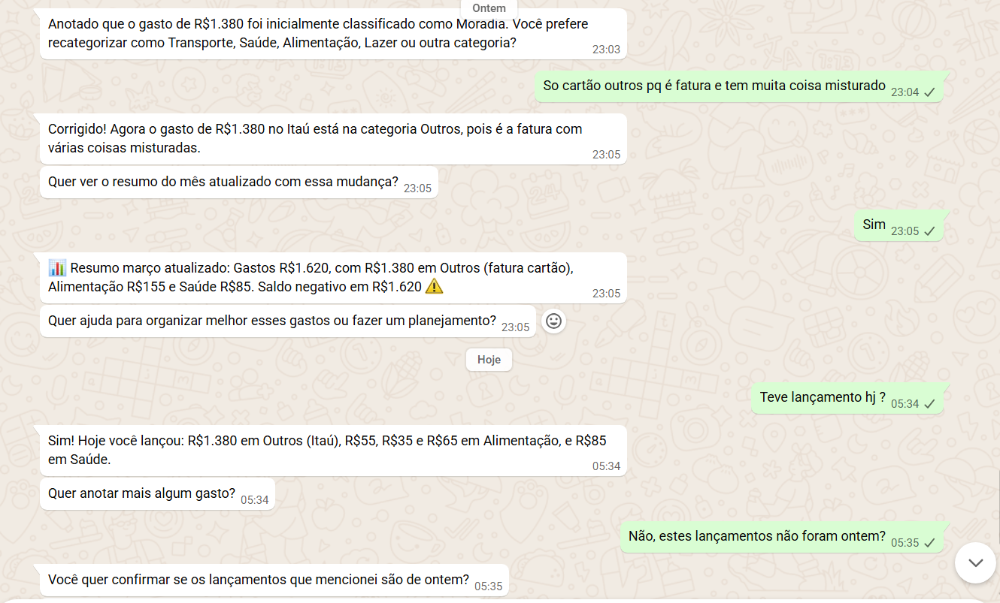 Ontem
Anotado que o gasto de R$1.380 foi inicialmente classificado como Moradia. Você prefere
recategorizar como Transporte, Saúde, Alimentação, Lazer ou outra categoria?
23:03
So cartão outros pq é fatura e tem muita coisa misturado 23:04
Corrigido! Agora o gasto de R$1.380 no Itaú está na categoria Outros, pois é a fatura com
várias coisas misturadas.
23:05
Quer ver o resumo do mês atualizado com essa mudança? 23:05
Sim 23:05
📊 Resumo março atualizado: Gastos R$1.620, com R$1.380 em Outros (fatura cartão),
Alimentação R$155 e Saúde R$85. Saldo negativo em R$1.620 ⚠️
23:05
Quer ajuda para organizar melhor esses gastos ou fazer um planejamento? 23:05
Hoje
Teve lançamento hj ? 05:34
Sim! Hoje você lançou: R$1.380 em Outros (Itaú), R$55, R$35 e R$65 em Alimentação, e R$85
em Saúde.
05:34
Quer anotar mais algum gasto? 05:34
Não, estes lançamentos não foram ontem? 05:35
Você quer confirmar se os lançamentos que mencionei são de ontem? 05:35